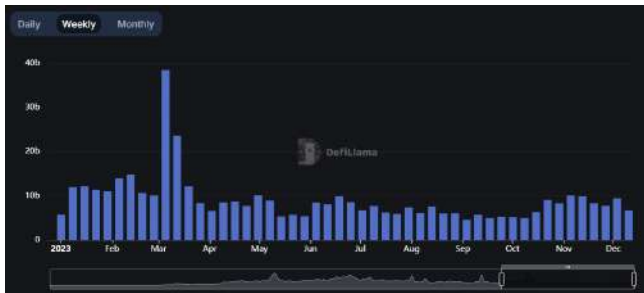 Daily Weekly Monthly
40b
30b
20b
DefiLlama
10b
0
2023 Feb Mar Apr May Jun Jul Aug Sep Oct Nov Dec